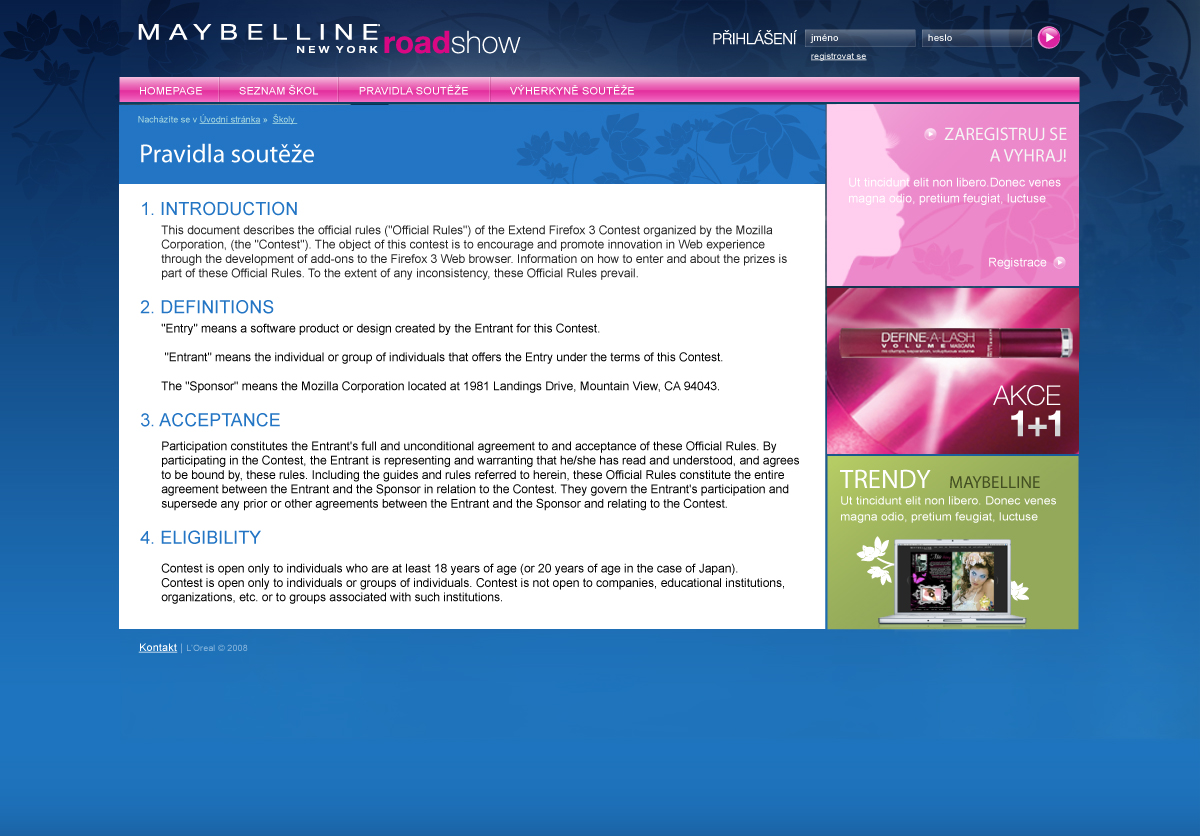 MAYBELLINE
NEW YORK roadshow
PŘIHLÁŠENÍ jméno heslo
registrovat se
HOMEPAGE SEZNAM ŠKOL PRAVIDLA SOUTĚŽE VÝHERKYNĚ SOUTĚŽE
Nacházíte se v Úvodní stránka » Školy
Pravidla soutěže
1. INTRODUCTION
This document describes the official rules ("Official Rules") of the Extend Firefox 3 Contest organized by the Mozilla
Corporation, (the "Contest"). The object of this contest is to encourage and promote innovation in Web experience
through the development of add-ons to the Firefox 3 Web browser. Information on how to enter and about the prizes is
part of these Official Rules. To the extent of any inconsistency, these Official Rules prevail.
2. DEFINITIONS
"Entry" means a software product or design created by the Entrant for this Contest.
"Entrant" means the individual or group of individuals that offers the Entry under the terms of this Contest.
The "Sponsor" means the Mozilla Corporation located at 1981 Landings Drive, Mountain View, CA 94043.
3. ACCEPTANCE
Participation constitutes the Entrant's full and unconditional agreement to and acceptance of these Official Rules. By
participating in the Contest, the Entrant is representing and warranting that he/she has read and understood, and agrees
to be bound by, these rules. Including the guides and rules referred to herein, these Official Rules constitute the entire
agreement between the Entrant and the Sponsor in relation to the Contest. They govern the Entrant's participation and
supersede any prior or other agreements between the Entrant and the Sponsor and relating to the Contest.
4. ELIGIBILITY
Contest is open only to individuals who are at least 18 years of age (or 20 years of age in the case of Japan).
Contest is open only to individuals or groups of individuals. Contest is not open to companies, educational institutions,
organizations, etc. or to groups associated with such institutions.
ZAREGISTRUJ SE
A VYHRAJ!
Ut tincidunt elit non libero.Donec venes
magna odio, pretium feugiat, luctuse
Registrace
DEFINE-A-LASH
VOLUME MASCARA
no clumps, separation, voluptuous volume
AKCE
1+1
TRENDY MAYBELLINE
Ut tincidunt elit non libero. Donec venes
magna odio, pretium feugiat, luctuse
Kontakt | L'Oreal © 2008